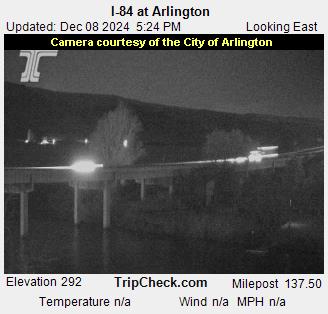 I-84 at Arlington
Updated: Dec 08 2024 5:24 PM Looking East
Camera courtesy of the City of Arlington
Elevation 292 TripCheck.com Milepost 137.50
Temperature n/a Wind n/a MPH n/a